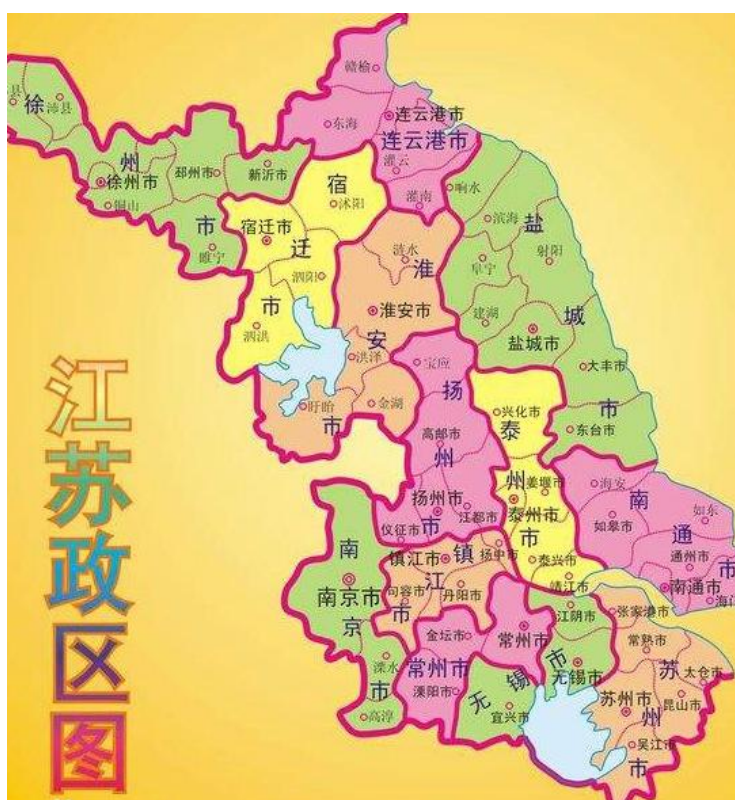 江苏政区图
赣榆
东海
连云港市
连云港市
灌云
灌南
县
沛县
徐
州
市
徐州市
铜山
邳州市
新沂市
睢宁
宿
迁
市
沭阳
宿迁市
泗阳
泗洪
淮
安
市
涟水
淮安市
洪泽
盱眙
金湖
响水
滨海
盐
城
市
射阳
阜宁
建湖
盐城市
大丰市
东台市
宝应
扬
州
市
高邮市
扬州市
江都市
仪征市
兴化市
泰
州
市
姜堰市
泰州市
泰兴市
靖江市
海安
南
通
市
如东
如皋市
通州市
南通市
海门
南
京
市
南京市
溧水
高淳
镇江市
镇
江
市
扬中市
句容市
丹阳市
金坛市
常州市
常州市
溧阳市
江阴市
无
锡
市
无锡市
宜兴市
张家港市
常熟市
苏
州
市
太仓市
苏州市
昆山市
吴江市